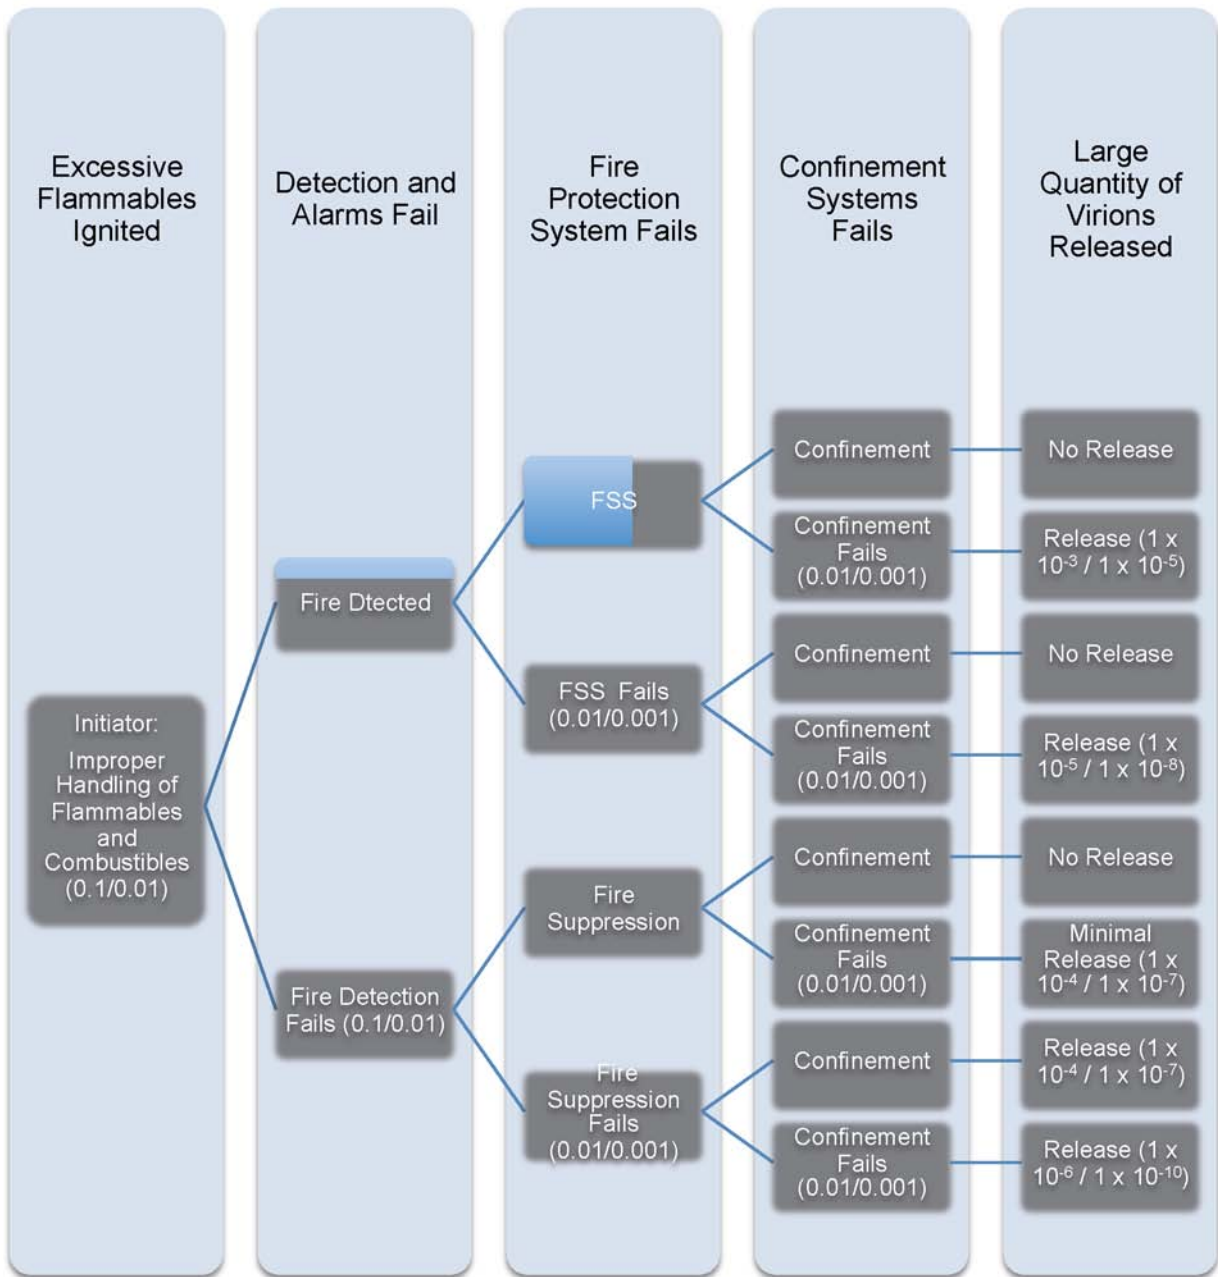 Excessive
Flammables
Ignited
Detection and
Alarms Fail
Fire
Protection
System Fails
Confinement
Systems
Fails
Large
Quantity of
Virions
Released
Initiator:
Improper
Handling of
Flammables
and
Combustibles
(0.1/0.01)
Fire Dtected
Fire Detection
Fails (0.1/0.01)
FSS
FSS Fails
(0.01/0.001)
Fire
Suppression
Fire
Suppression
Fails
(0.01/0.001)
Confinement
Confinement
Fails
(0.01/0.001)
Confinement
Confinement
Fails
(0.01/0.001)
Confinement
Confinement
Fails
(0.01/0.001)
Confinement
Confinement
Fails
(0.01/0.001)
No Release
Release (1 x
10⁻³ / 1 x 10⁻⁵)
No Release
Release (1 x
10⁻⁵ / 1 x 10⁻⁸)
No Release
Minimal
Release (1 x
10⁻⁴ / 1 x 10⁻⁷)
Release (1 x
10⁻⁴ / 1 x 10⁻⁷)
Release (1 x
10⁻⁶ / 1 x 10⁻¹⁰)